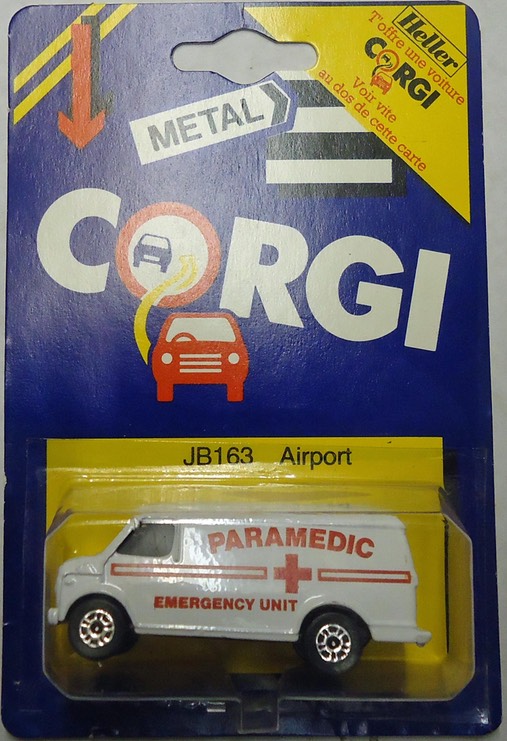 Heller
T'offre une voiture
CORGI
Voir vite
au dos de cette carte
METAL
CORGI
JB163 Airport
PARAMEDIC
EMERGENCY UNIT